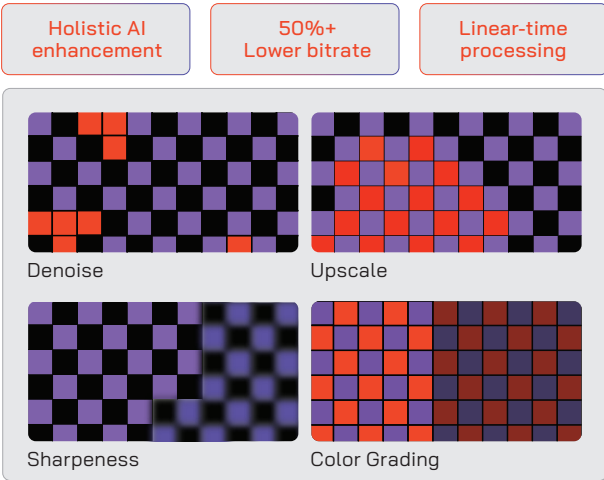 Holistic AI
enhancement
50%+
Lower bitrate
Linear-time
processing
Denoise
Upscale
Sharpeness
Color Grading